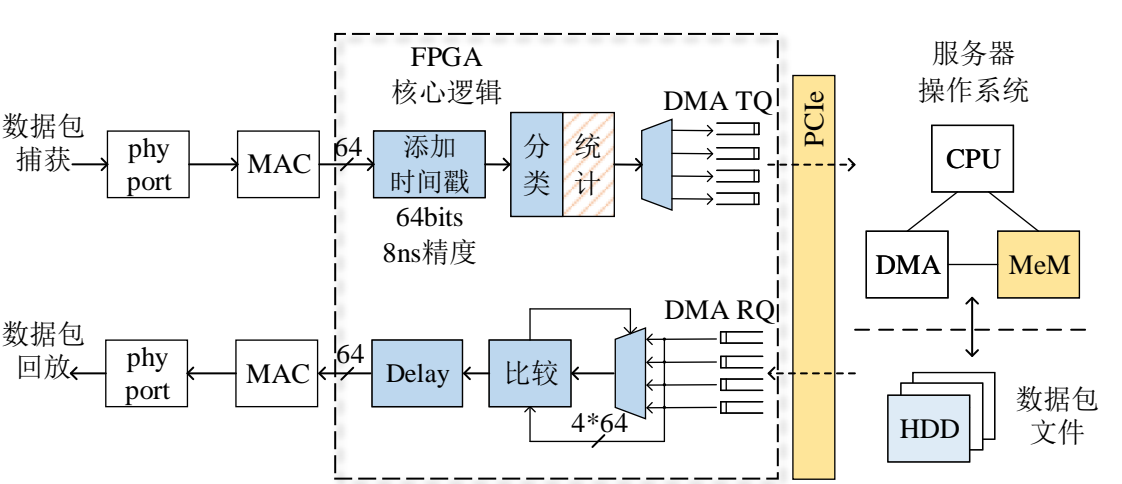 FPGA
核心逻辑
服务器
操作系统
数据包
捕获
phy
port
MAC
64
添加
时间戳
64bits
8ns精度
分
类
统
计
DMA TQ
PCIe
CPU
DMA
MeM
数据包
回放
phy
port
MAC
64
Delay
比较
4*64
DMA RQ
HDD
数据包
文件